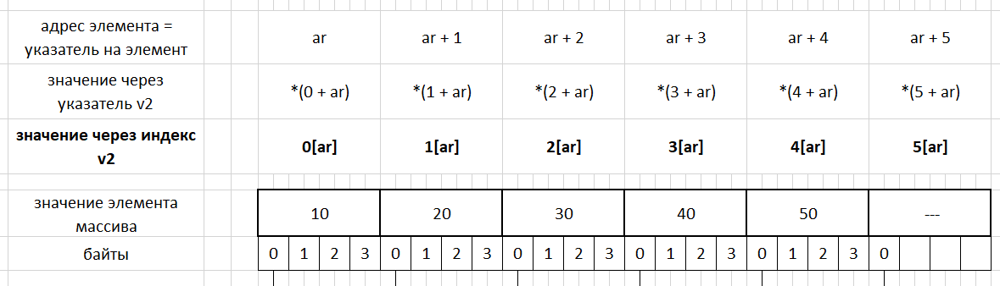 адрес элемента =
указатель на элемент
ar ar + 1 ar + 2 ar + 3 ar + 4 ar + 5
значение через
указатель v2
*(0 + ar) *(1 + ar) *(2 + ar) *(3 + ar) *(4 + ar) *(5 + ar)
значение через индекс
v2
0[ar] 1[ar] 2[ar] 3[ar] 4[ar] 5[ar]
значение элемента
массива
10 20 30 40 50 ---
байты 0 1 2 3 0 1 2 3 0 1 2 3 0 1 2 3 0 1 2 3 0